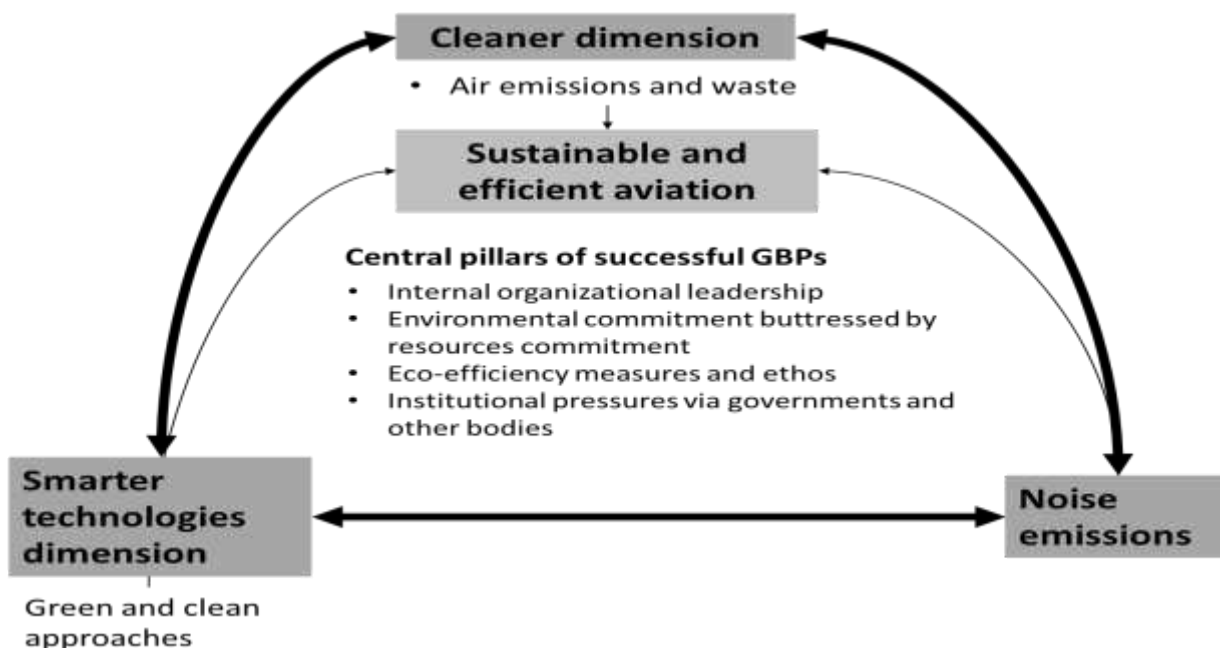 Cleaner dimension
• Air emissions and waste
Sustainable and
efficient aviation
Central pillars of successful GBPs
• Internal organizational leadership
• Environmental commitment buttressed by
resources commitment
• Eco-efficiency measures and ethos
• Institutional pressures via governments and
other bodies
Smarter
technologies
dimension
Green and clean
approaches
Noise
emissions